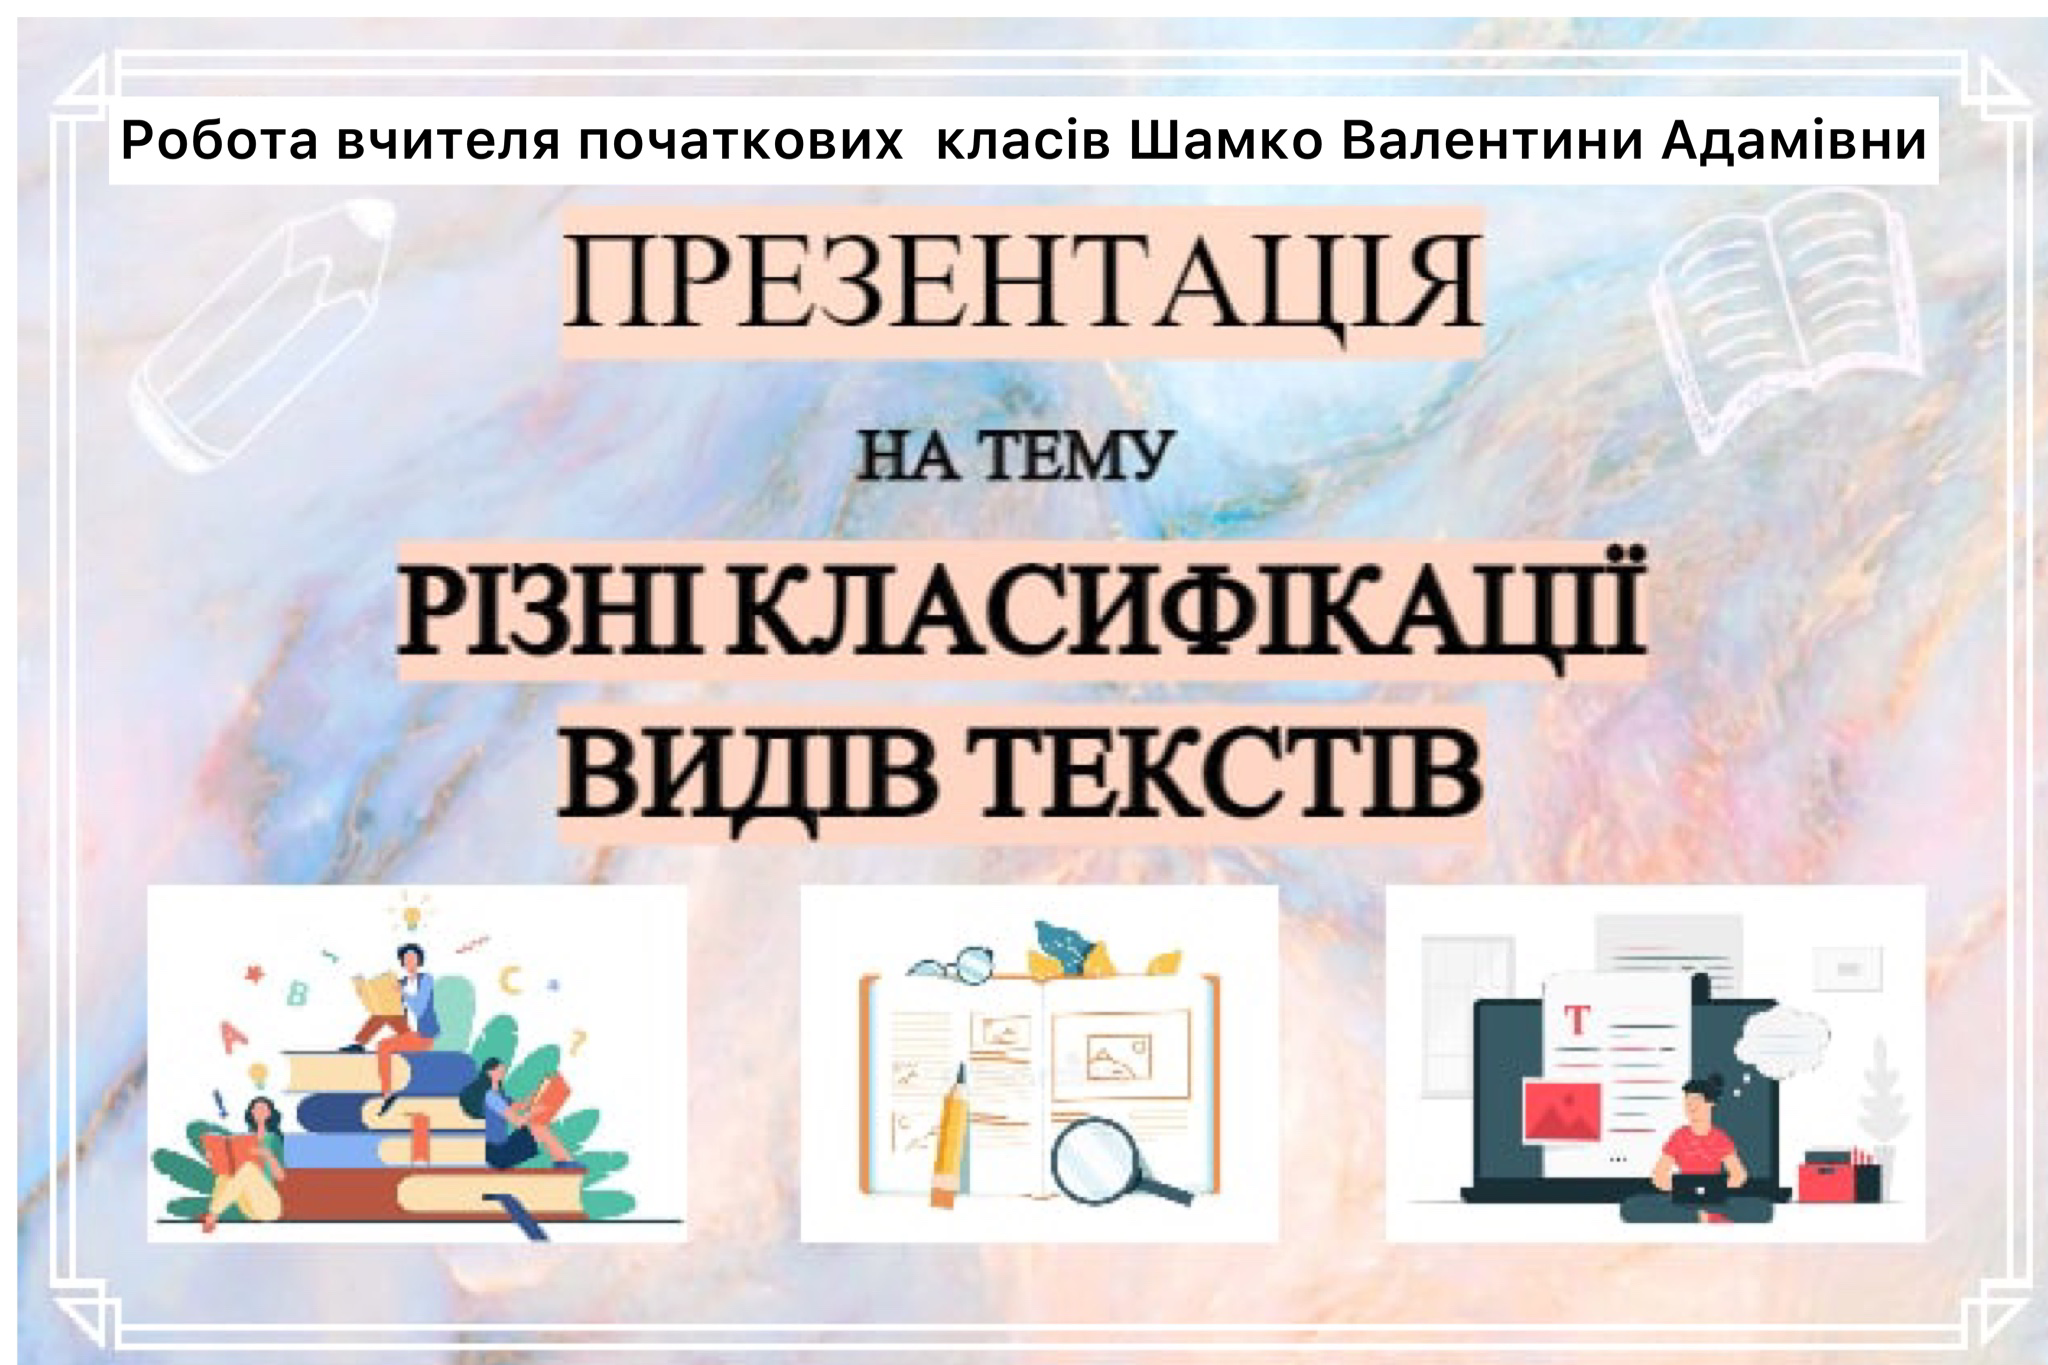 Робота вчителя початкових  класів Шамко Валентини Адамівни
ПРЕЗЕНТАЦІЯ
НА ТЕМУ
РІЗНІ КЛАСИФІКАЦІЇ
ВИДІВ ТЕКСТІВ
B
C
A
?
T